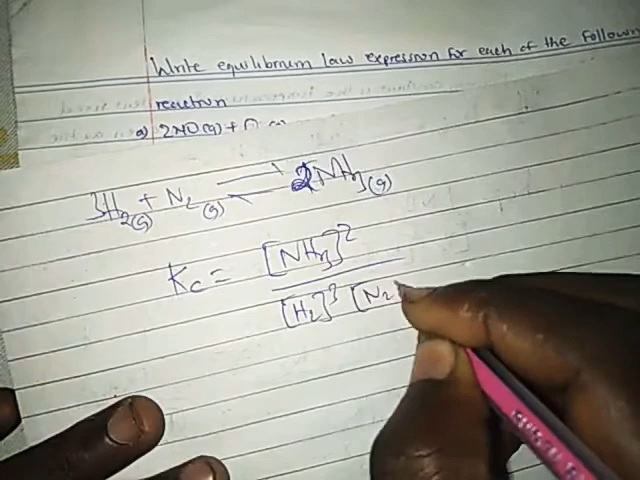 Write equilibrium law expression for each of the followin
reaction
a) 2NO(g) +
3H₂(g) + N₂(g) ⇌ 2NH₃(g)
Kc = [NH₃]²
[H₂]³ [N₂